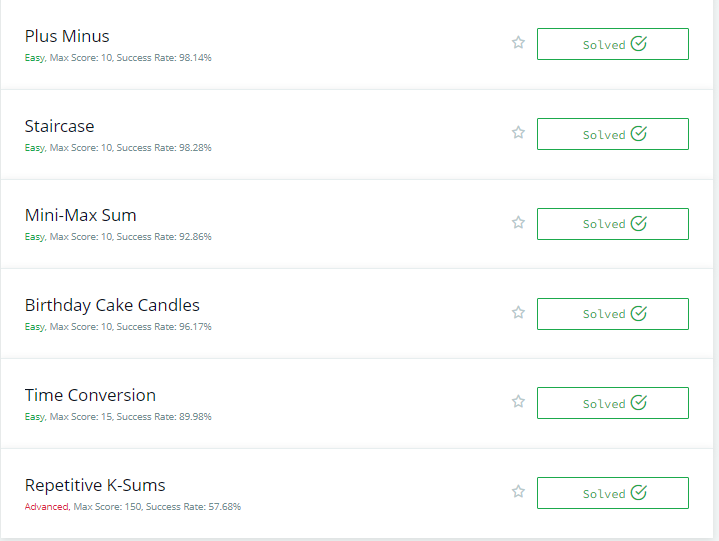 Plus Minus
Easy, Max Score: 10, Success Rate: 98.14%
Solved
Staircase
Easy, Max Score: 10, Success Rate: 98.28%
Solved
Mini-Max Sum
Easy, Max Score: 10, Success Rate: 92.86%
Solved
Birthday Cake Candles
Easy, Max Score: 10, Success Rate: 96.17%
Solved
Time Conversion
Easy, Max Score: 15, Success Rate: 89.98%
Solved
Repetitive K-Sums
Advanced, Max Score: 150, Success Rate: 57.68%
Solved